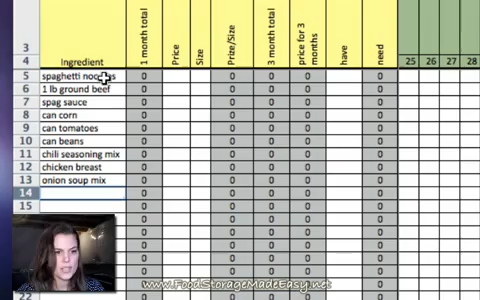 3 Ingredient 1 month total Price Size Prize/Size 3 month total price for 3 months have need
4 25 26 27 28
5 spaghetti noodles 0 0 0 0 0
6 1 lb ground beef 0 0 0 0 0
7 spag sauce 0 0 0 0 0
8 can corn 0 0 0 0 0
9 can tomatoes 0 0 0 0 0
10 can beans 0 0 0 0 0
11 chili seasoning mix 0 0 0 0 0
12 chicken breast 0 0 0 0 0
13 onion soup mix 0 0 0 0 0
14 0 0 0 0 0
15 0 0 0 0 0
0 0 0 0 0
0 0 0 0 0
0 0 0 0 0
0 0 0 0 0
0 0 0 0 0
www.FoodStorageMadeEasy.net
22 0 0 0 0 0